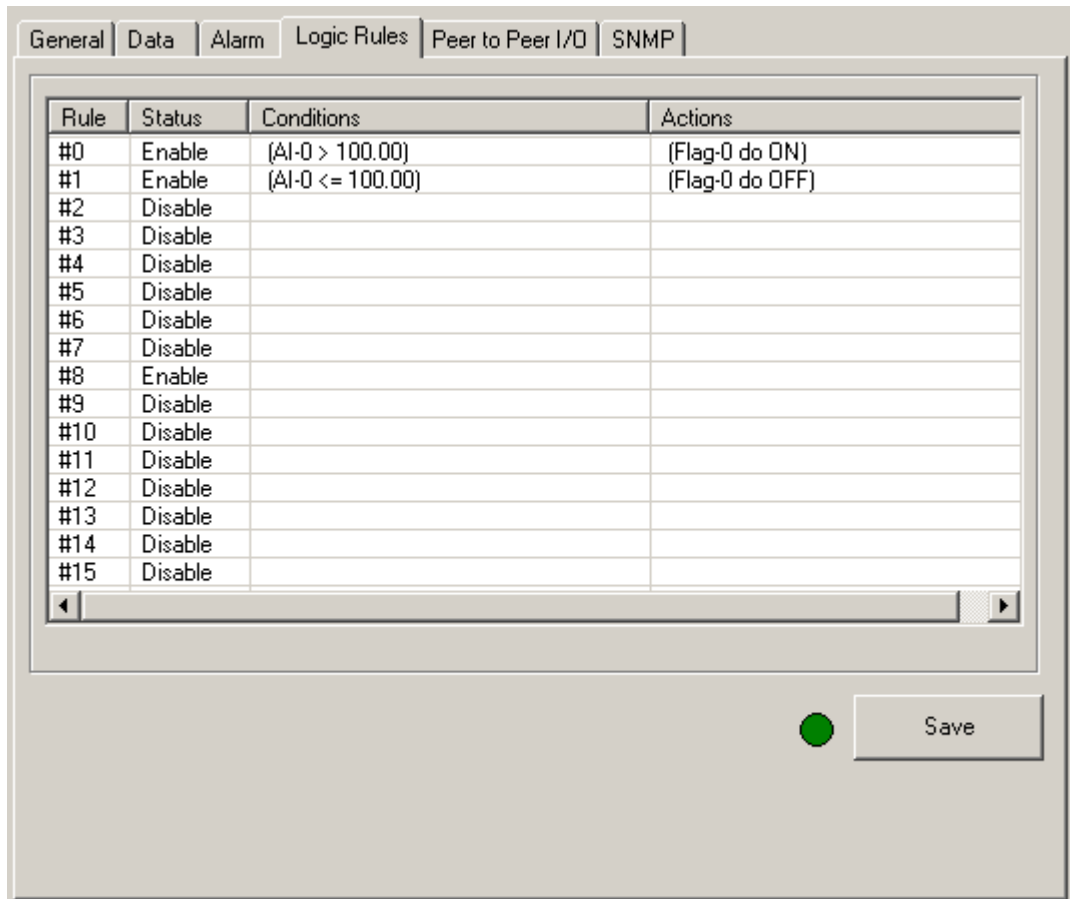 General Data Alarm Logic Rules Peer to Peer I/O SNMP
Rule Status Conditions Actions
#0 Enable (AI-0 > 100.00) (Flag-0 do ON)
#1 Enable (AI-0 <= 100.00) (Flag-0 do OFF)
#2 Disable
#3 Disable
#4 Disable
#5 Disable
#6 Disable
#7 Disable
#8 Enable
#9 Disable
#10 Disable
#11 Disable
#12 Disable
#13 Disable
#14 Disable
#15 Disable
Save